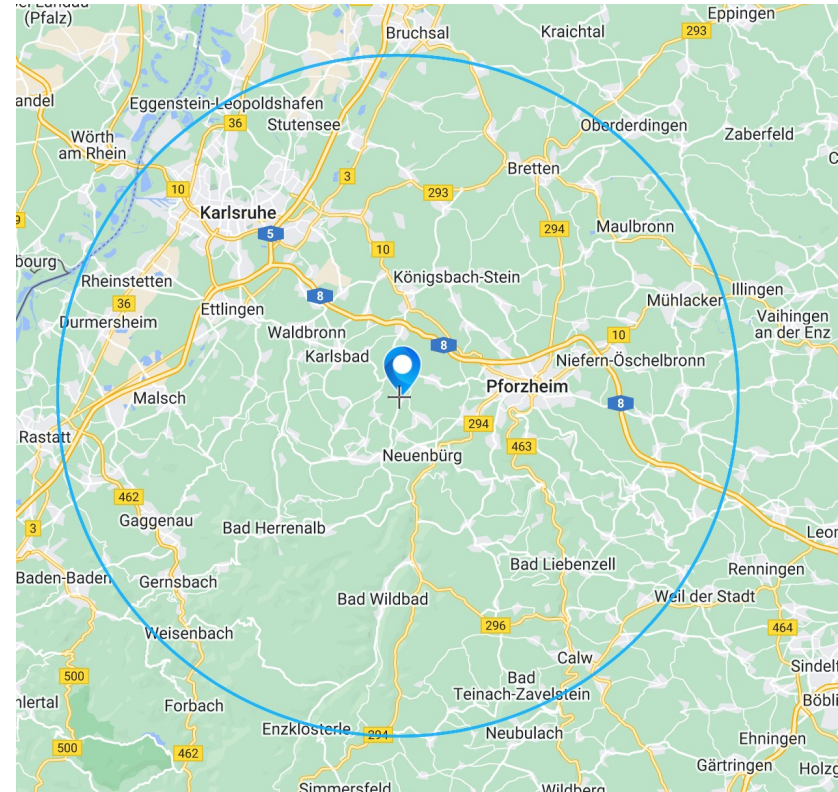 (Pfalz)
Bruchsal
Kraichtal
Eppingen
293
andel
Eggenstein-Leopoldshafen
36
Stutensee
Oberderdingen
Zaberfeld
Wörth
am Rhein
3
Bretten
10
293
Karlsruhe
5
294
Maulbronn
10
bourg
Rheinstetten
Königsbach-Stein
36
8
Illingen
Mühlacker
Ettlingen
Durmersheim
Vaihingen
an der Enz
Waldbronn
10
8
Karlsbad
Niefern-Öschelbronn
Pforzheim
Malsch
8
294
Rastatt
463
Neuenbürg
462
3
Gaggenau
Bad Herrenalb
Leor
Bad Liebenzell
Renningen
Baden-Baden
Gernsbach
Bad Wildbad
Weil der Stadt
296
464
Weisenbach
Calw
Sindelf
500
Bad
Teinach-Zavelstein
hlertal
Forbach
Böbli
Enzklosterle
294
Neubulach
Ehningen
500
462
Gärtringen
Holzg
Simmersfeld
Wildberg